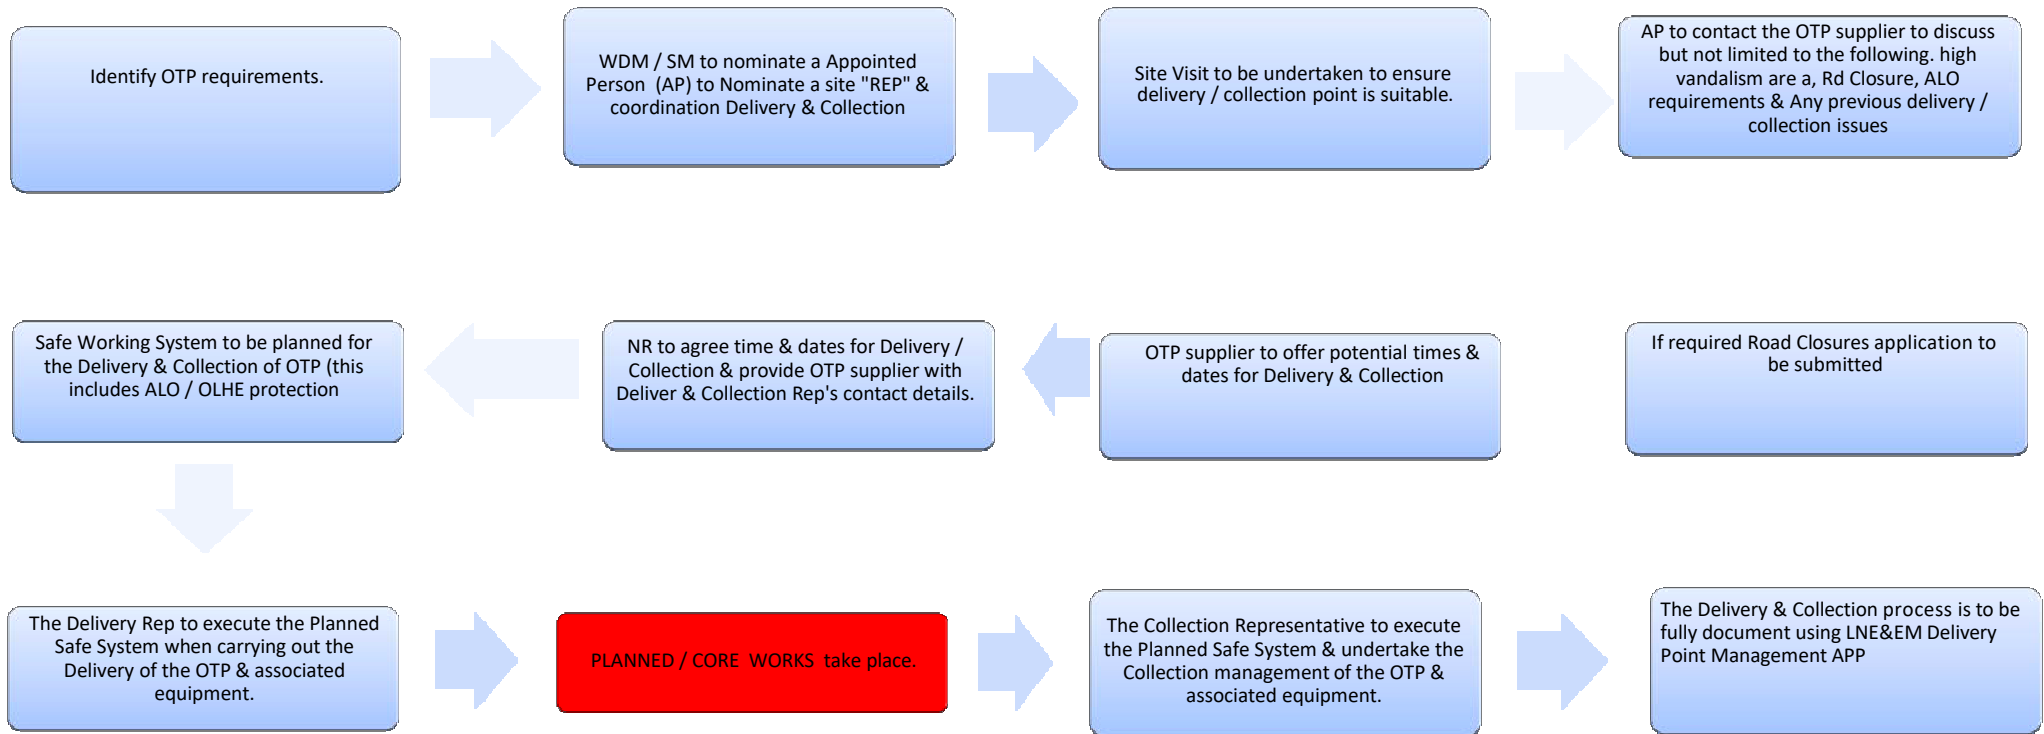 Identify OTP requirements.
WDM / SM to nominate a Appointed
Person (AP) to Nominate a site "REP" &
coordination Delivery & Collection
Site Visit to be undertaken to ensure
delivery / collection point is suitable.
AP to contact the OTP supplier to discuss
but not limited to the following. high
vandalism are a, Rd Closure, ALO
requirements & Any previous delivery /
collection issues
Safe Working System to be planned for
the Delivery & Collection of OTP (this
includes ALO / OLHE protection
NR to agree time & dates for Delivery /
Collection & provide OTP supplier with
Deliver & Collection Rep's contact details.
OTP supplier to offer potential times &
dates for Delivery & Collection
If required Road Closures application to
be submitted
The Delivery Rep to execute the Planned
Safe System when carrying out the
Delivery of the OTP & associated
equipment.
PLANNED / CORE WORKS take place.
The Collection Representative to execute
the Planned Safe System & undertake the
Collection management of the OTP &
associated equipment.
The Delivery & Collection process is to be
fully document using LNE&EM Delivery
Point Management APP